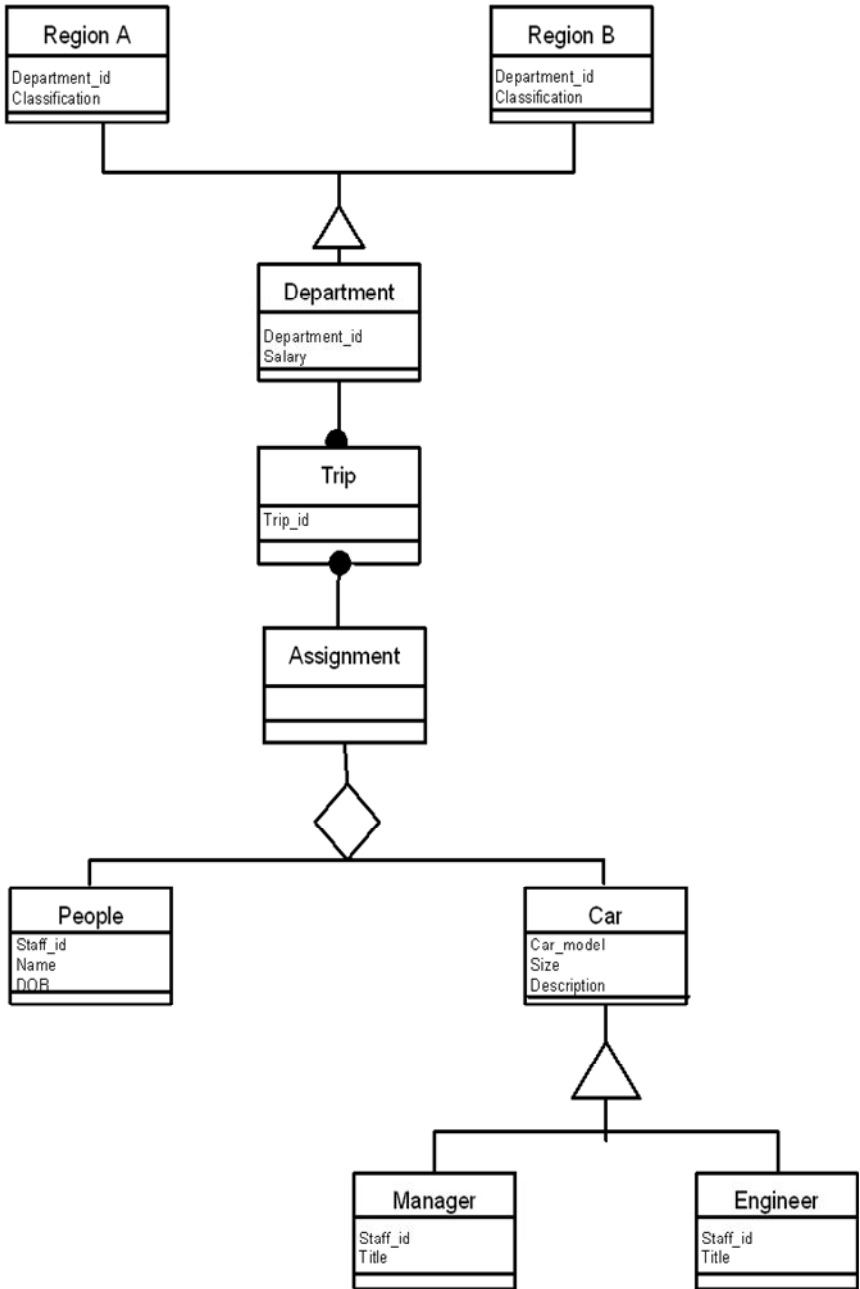 Region A
Department_id
Classification
Region B
Department_id
Classification
Department
Department_id
Salary
Trip
Trip_id
Assignment
People
Staff_id
Name
DOB
Car
Car_model
Size
Description
Manager
Staff_id
Title
Engineer
Staff_id
Title